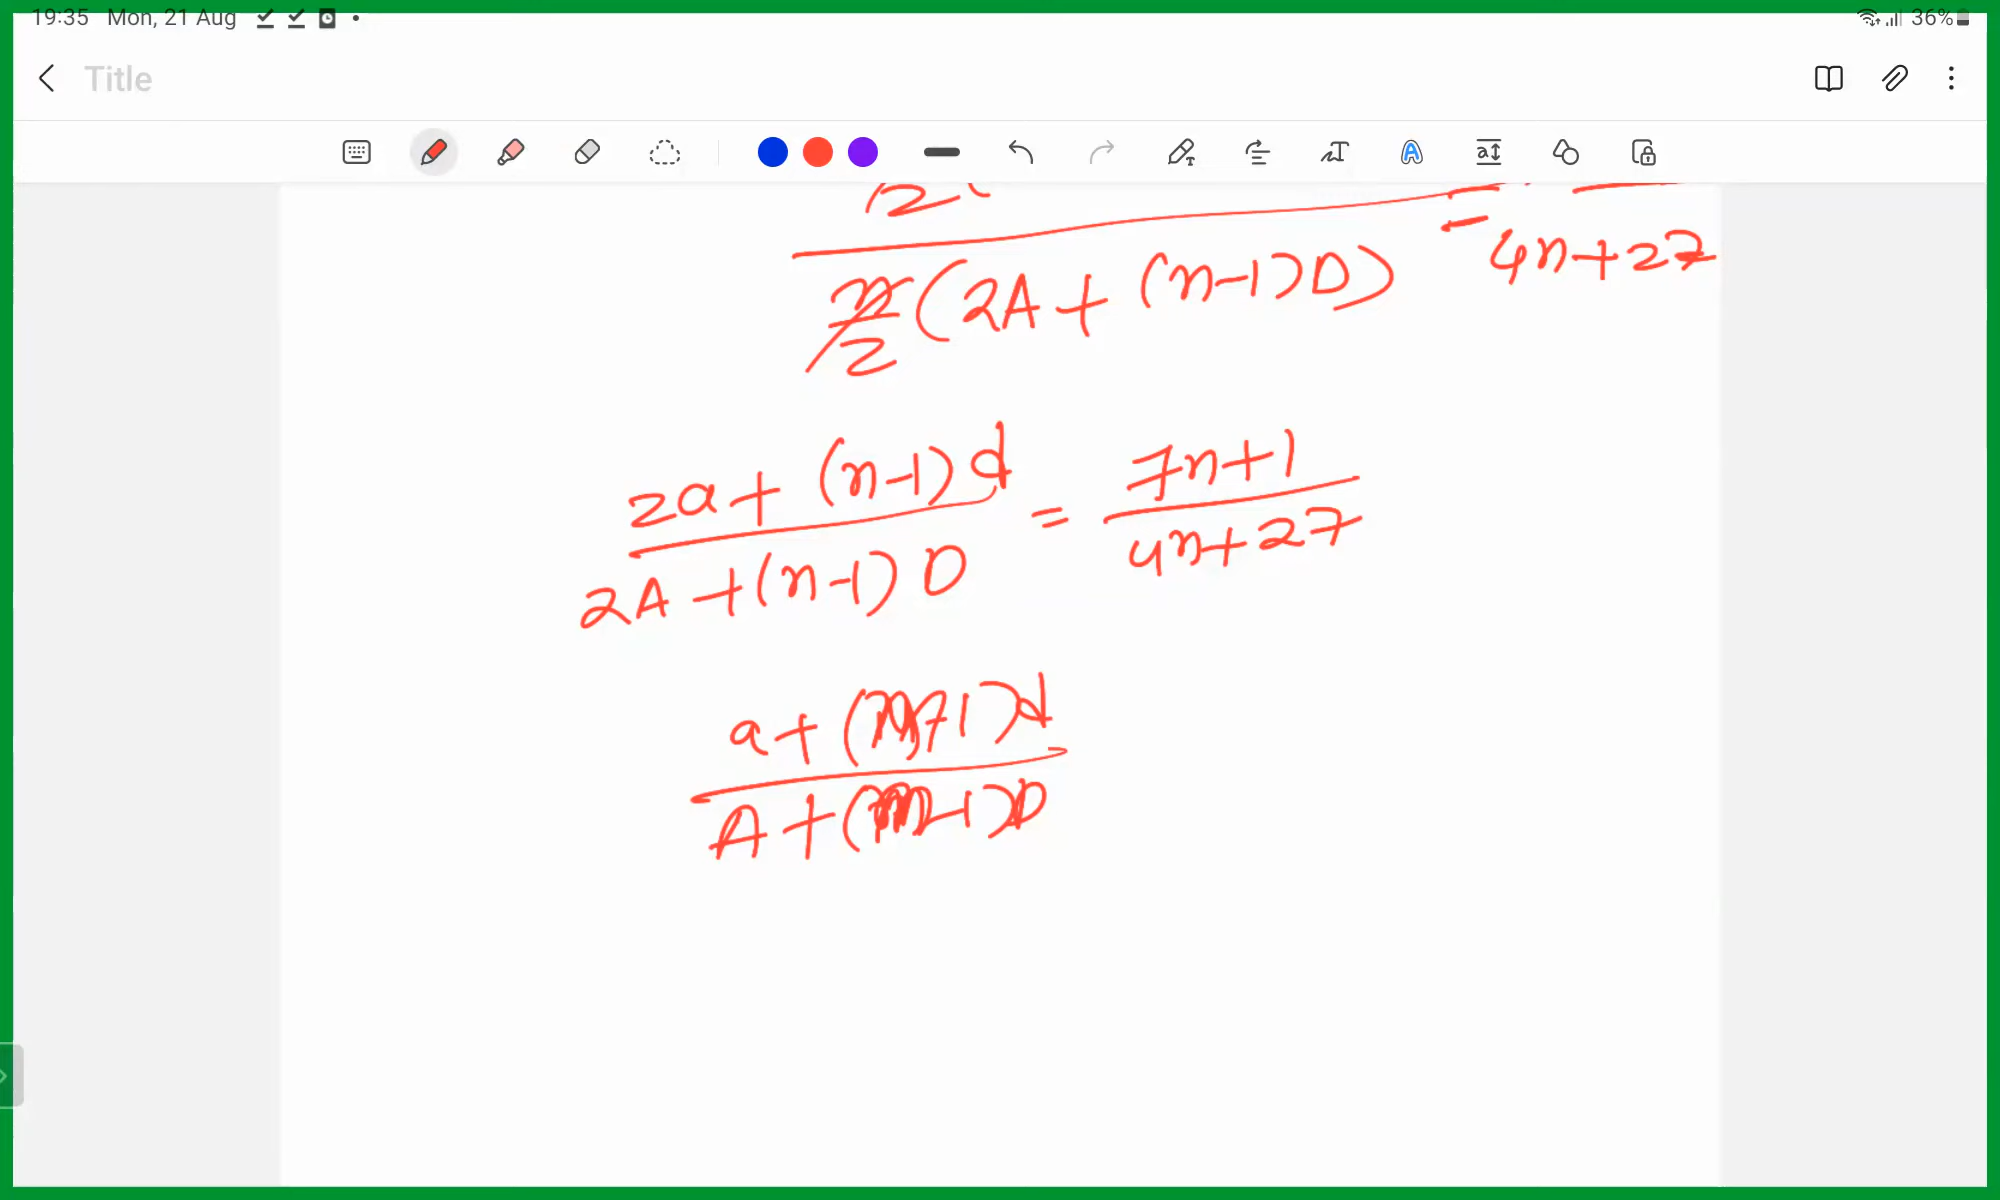 19:35 Mon, 21 Aug 36%
Title
2
= 4n+27
n/2 (2A + (n-1)D)
2a + (n-1)d / 2A + (n-1)D = 7n+1 / 4n+27
a + ( 1)d
A + ( -1)D